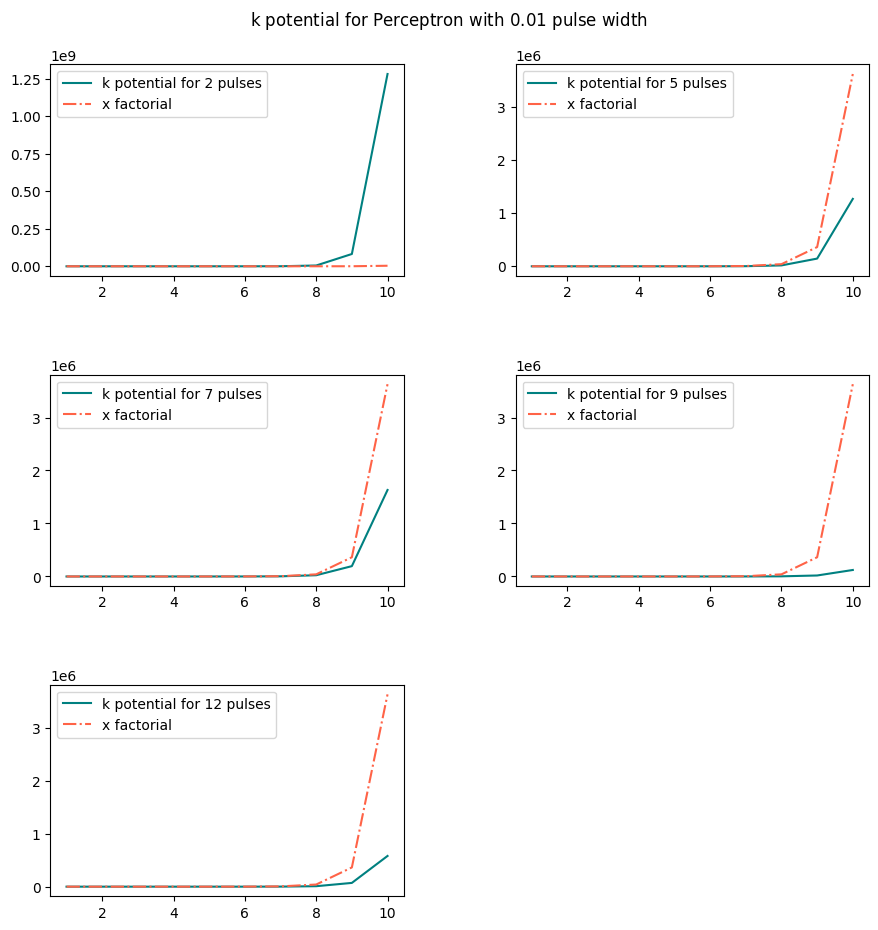 k potential for Perceptron with 0.01 pulse width
1e9
1.25
1.00
0.75
0.50
0.25
0.00
k potential for 2 pulses
x factorial
2 4 6 8 10
1e6
3
2
1
0
k potential for 5 pulses
x factorial
2 4 6 8 10
1e6
3
2
1
0
k potential for 7 pulses
x factorial
2 4 6 8 10
1e6
3
2
1
0
k potential for 9 pulses
x factorial
2 4 6 8 10
1e6
3
2
1
0
k potential for 12 pulses
x factorial
2 4 6 8 10